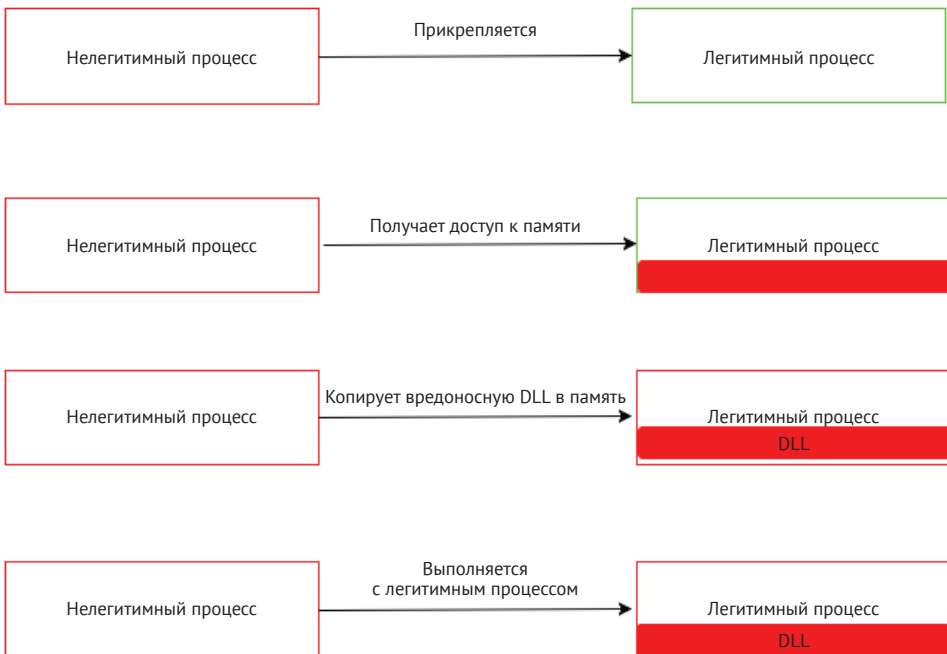 Нелегитимный процесс
Прикрепляется
Легитимный процесс
Нелегитимный процесс
Получает доступ к памяти
Легитимный процесс
Нелегитимный процесс
Копирует вредоносную DLL в память
Легитимный процесс
DLL
Нелегитимный процесс
Выполняется
с легитимным процессом
Легитимный процесс
DLL